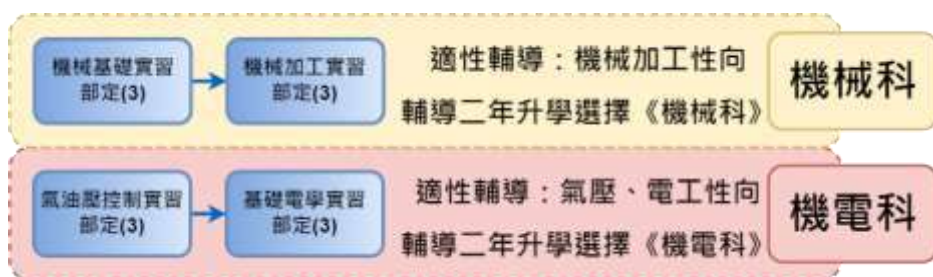 機械基礎實習
部定(3)
機械加工實習
部定(3)
適性輔導：機械加工性向
輔導二年升學選擇《機械科》
機械科
氣油壓控制實習
部定(3)
基礎電學實習
部定(3)
適性輔導：氣壓、電工性向
輔導二年升學選擇《機電科》
機電科